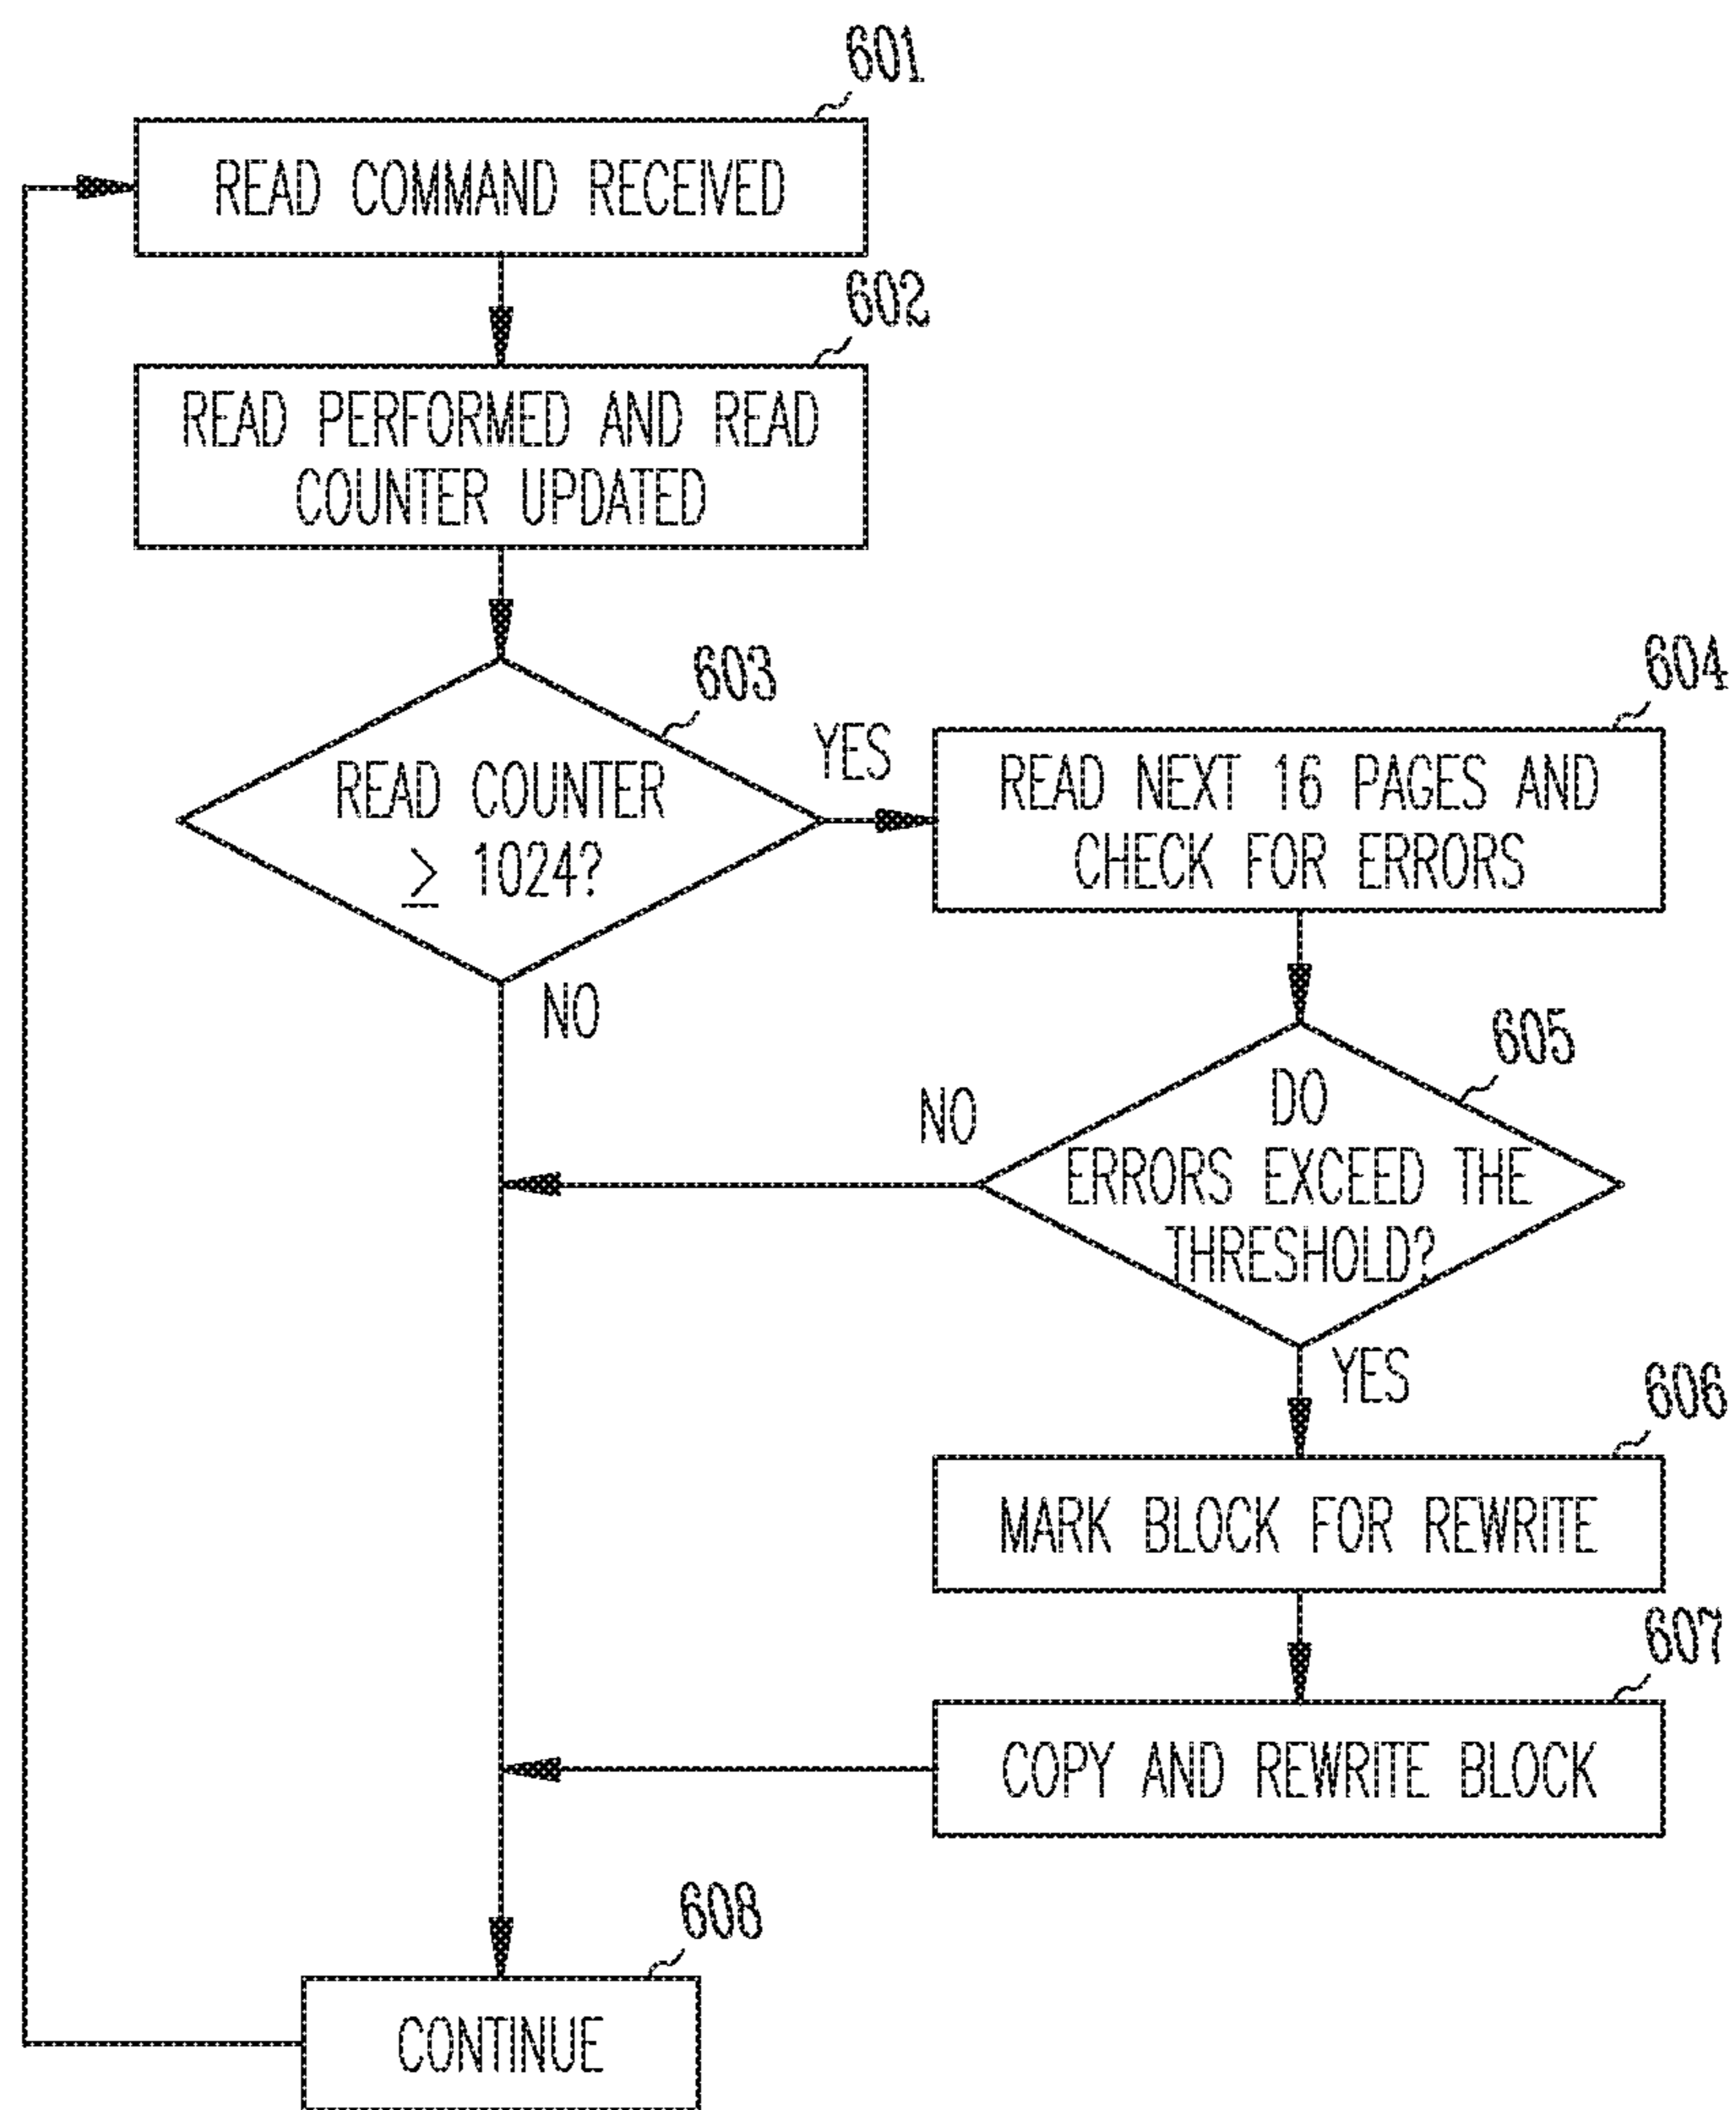 601
READ COMMAND RECEIVED
602
READ PERFORMED AND READ
COUNTER UPDATED
603
READ COUNTER
≥ 1024?
YES
NO
604
READ NEXT 16 PAGES AND
CHECK FOR ERRORS
605
DO
ERRORS EXCEED THE
THRESHOLD?
NO
YES
606
MARK BLOCK FOR REWRITE
607
COPY AND REWRITE BLOCK
608
CONTINUE